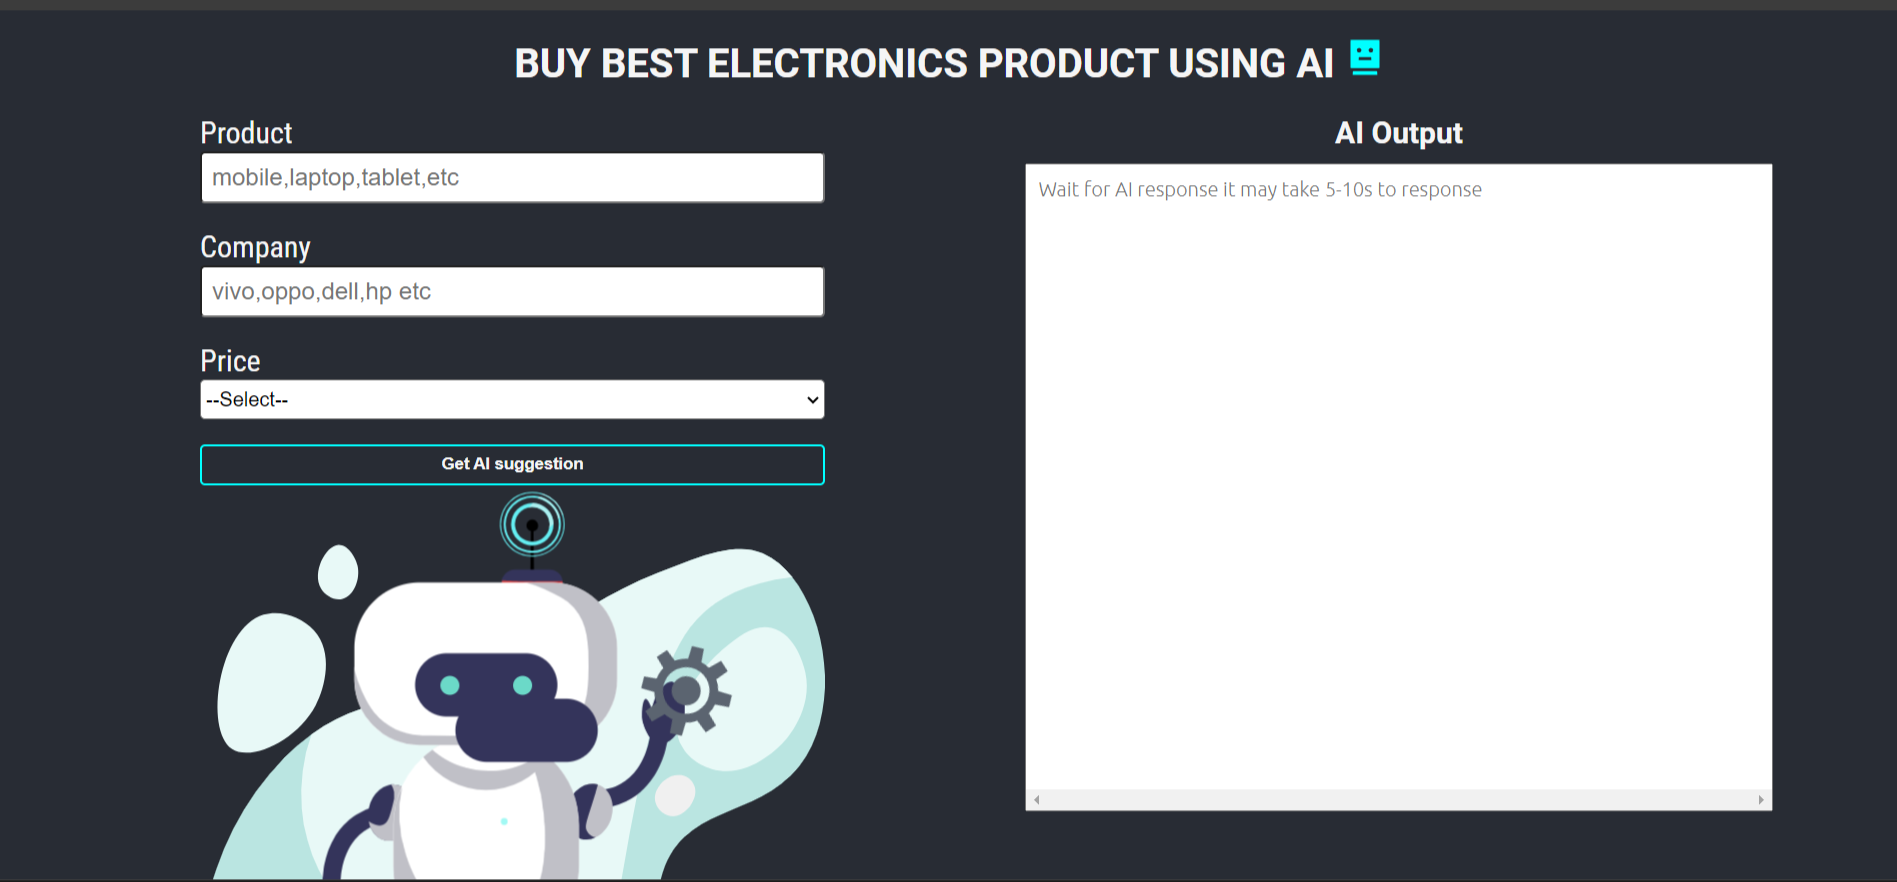 BUY BEST ELECTRONICS PRODUCT USING AI
Product
mobile,laptop,tablet,etc
Company
vivo,oppo,dell,hp etc
Price
--Select--
Get AI suggestion
AI Output
Wait for AI response it may take 5-10s to response